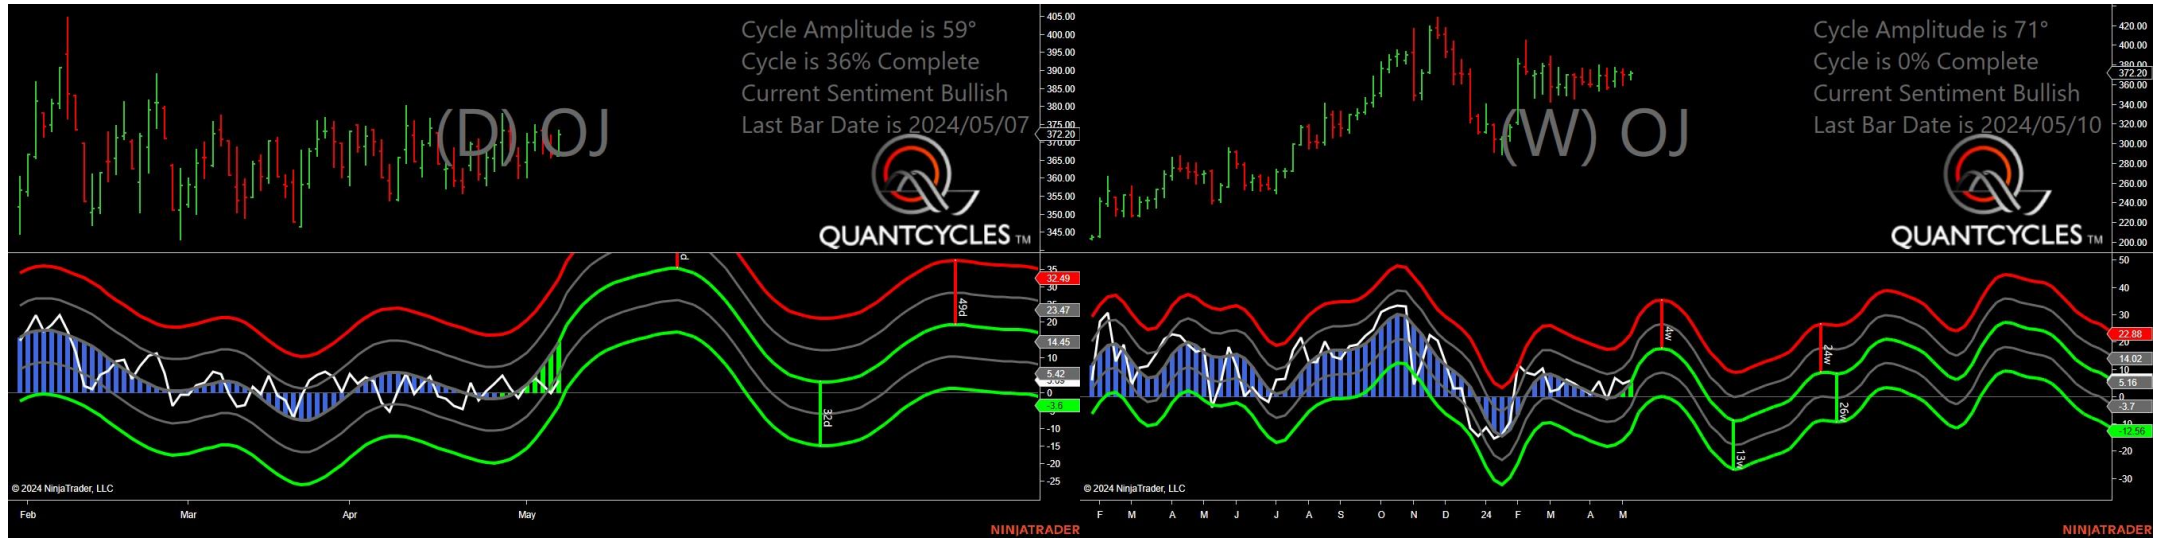 Cycle Amplitude is 59°
Cycle is 36% Complete
Current Sentiment Bullish
Last Bar Date is 2024/05/07
(D) OJ
QUANTCYCLES TM
405.00
400.00
395.00
390.00
385.00
380.00
375.00
372.20
370.00
365.00
360.00
355.00
350.00
345.00
35
32.49
30
25
23.47
20
14.45
10
5.42
0
-3.6
-10
-15
-20
-25
d
32d
49d
© 2024 NinjaTrader, LLC
Feb Mar Apr May
NINJATRADER
Cycle Amplitude is 71°
Cycle is 0% Complete
Current Sentiment Bullish
Last Bar Date is 2024/05/10
(W) OJ
QUANTCYCLES TM
420.00
400.00
380.00
372.20
360.00
340.00
320.00
300.00
280.00
260.00
240.00
220.00
200.00
50
40
30
22.88
20
14.02
10
5.16
0
-3.7
-12.56
-20
-30
4w
13w
24w
26w
© 2024 NinjaTrader, LLC
F M A M J J A S O N D 24 F M A M
NINJATRADER